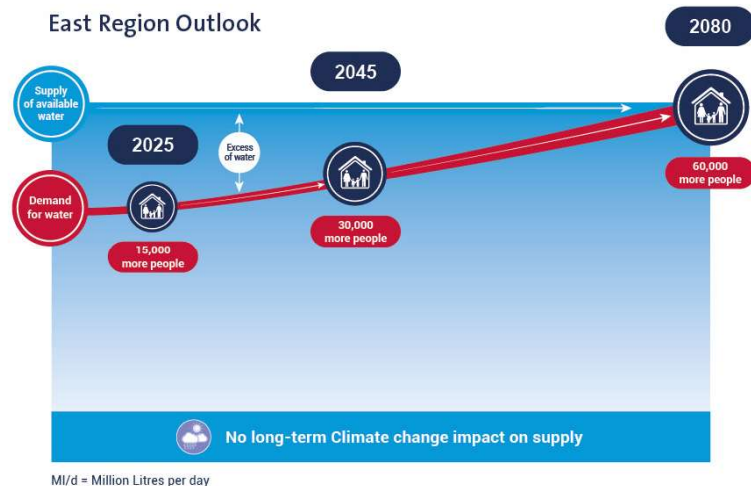 East Region Outlook
2080
2045
Supply
of available
water
2025
Excess
of water
Demand
for water
15,000
more people
30,000
more people
60,000
more people
No long-term Climate change impact on supply
Ml/d = Million Litres per day